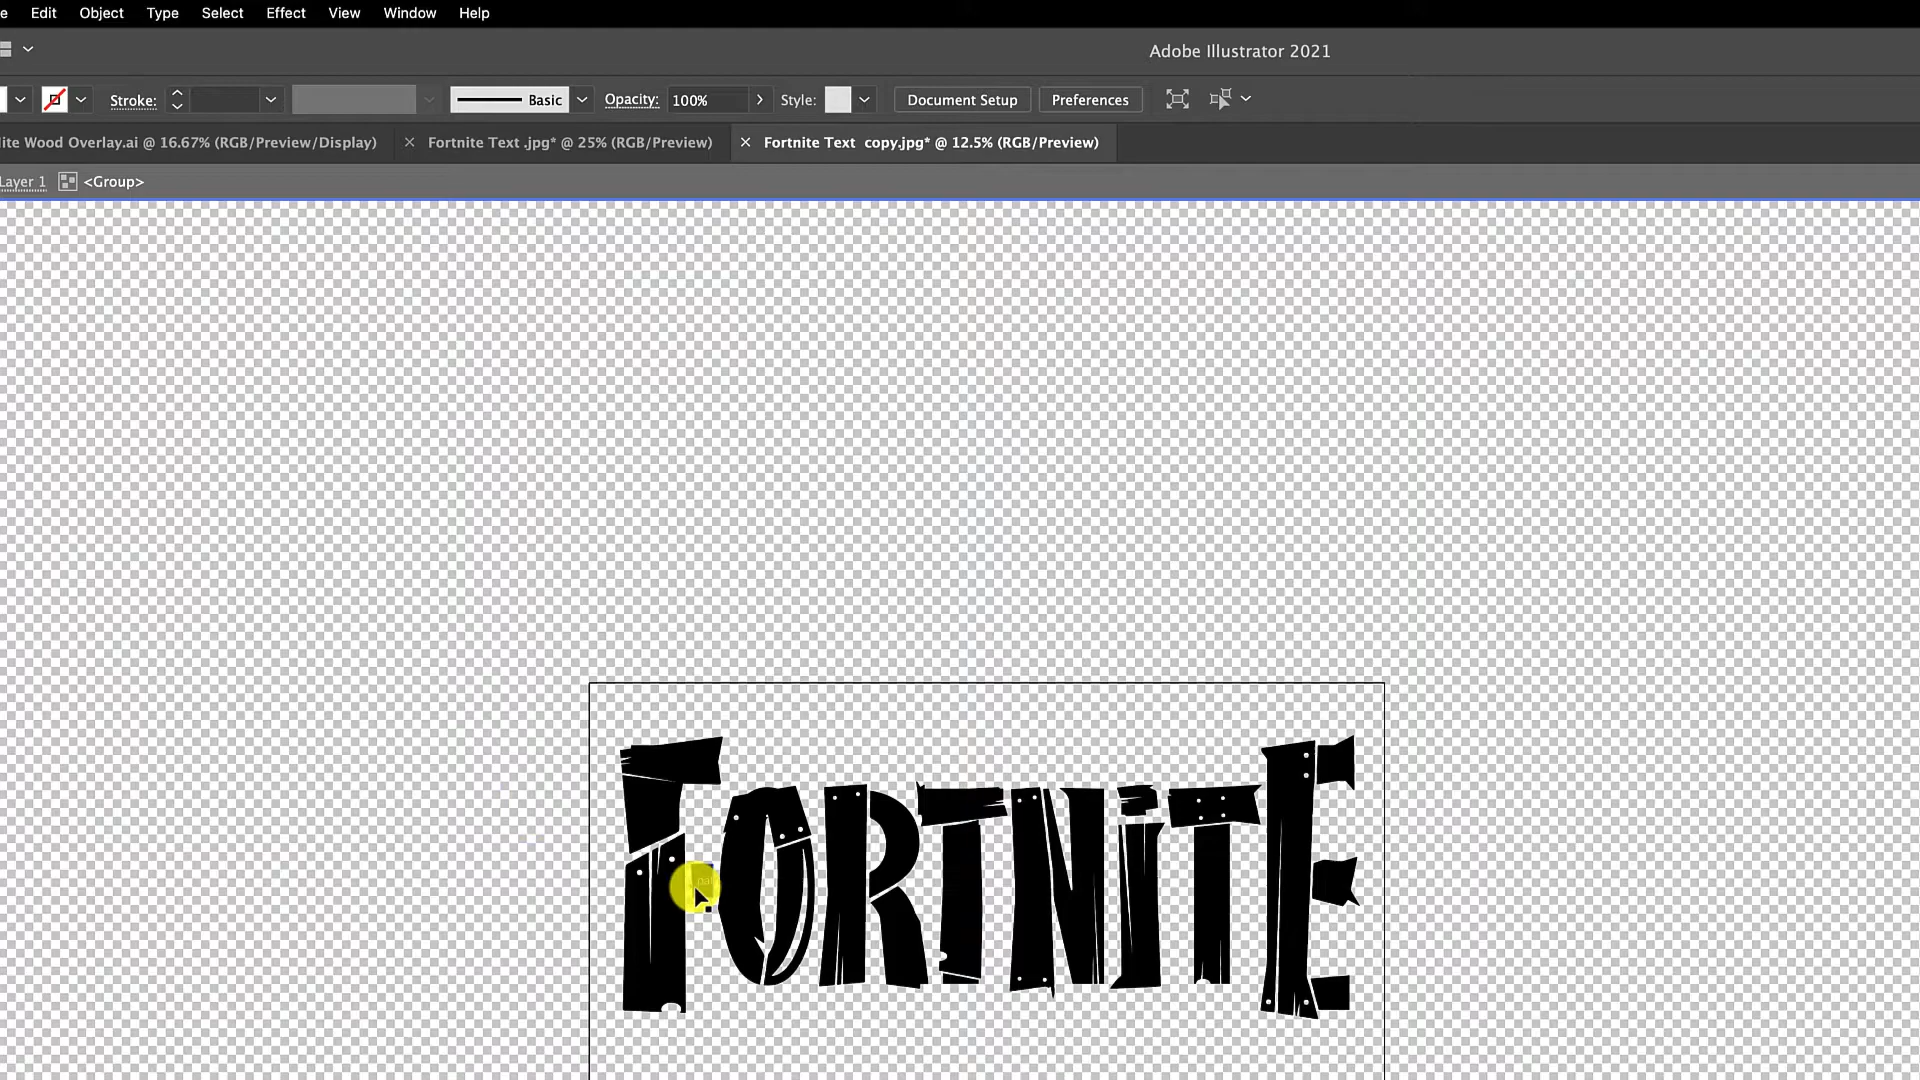 Edit Object Type Select Effect View Window Help
Adobe Illustrator 2021
Stroke: Basic Opacity: 100% Style: Document Setup Preferences
Wood Overlay.ai @ 16.67% (RGB/Preview/Display) Fortnite Text .jpg* @ 25% (RGB/Preview) Fortnite Text copy.jpg* @ 12.5% (RGB/Preview)
Layer 1 <Group>
FORTNiTE